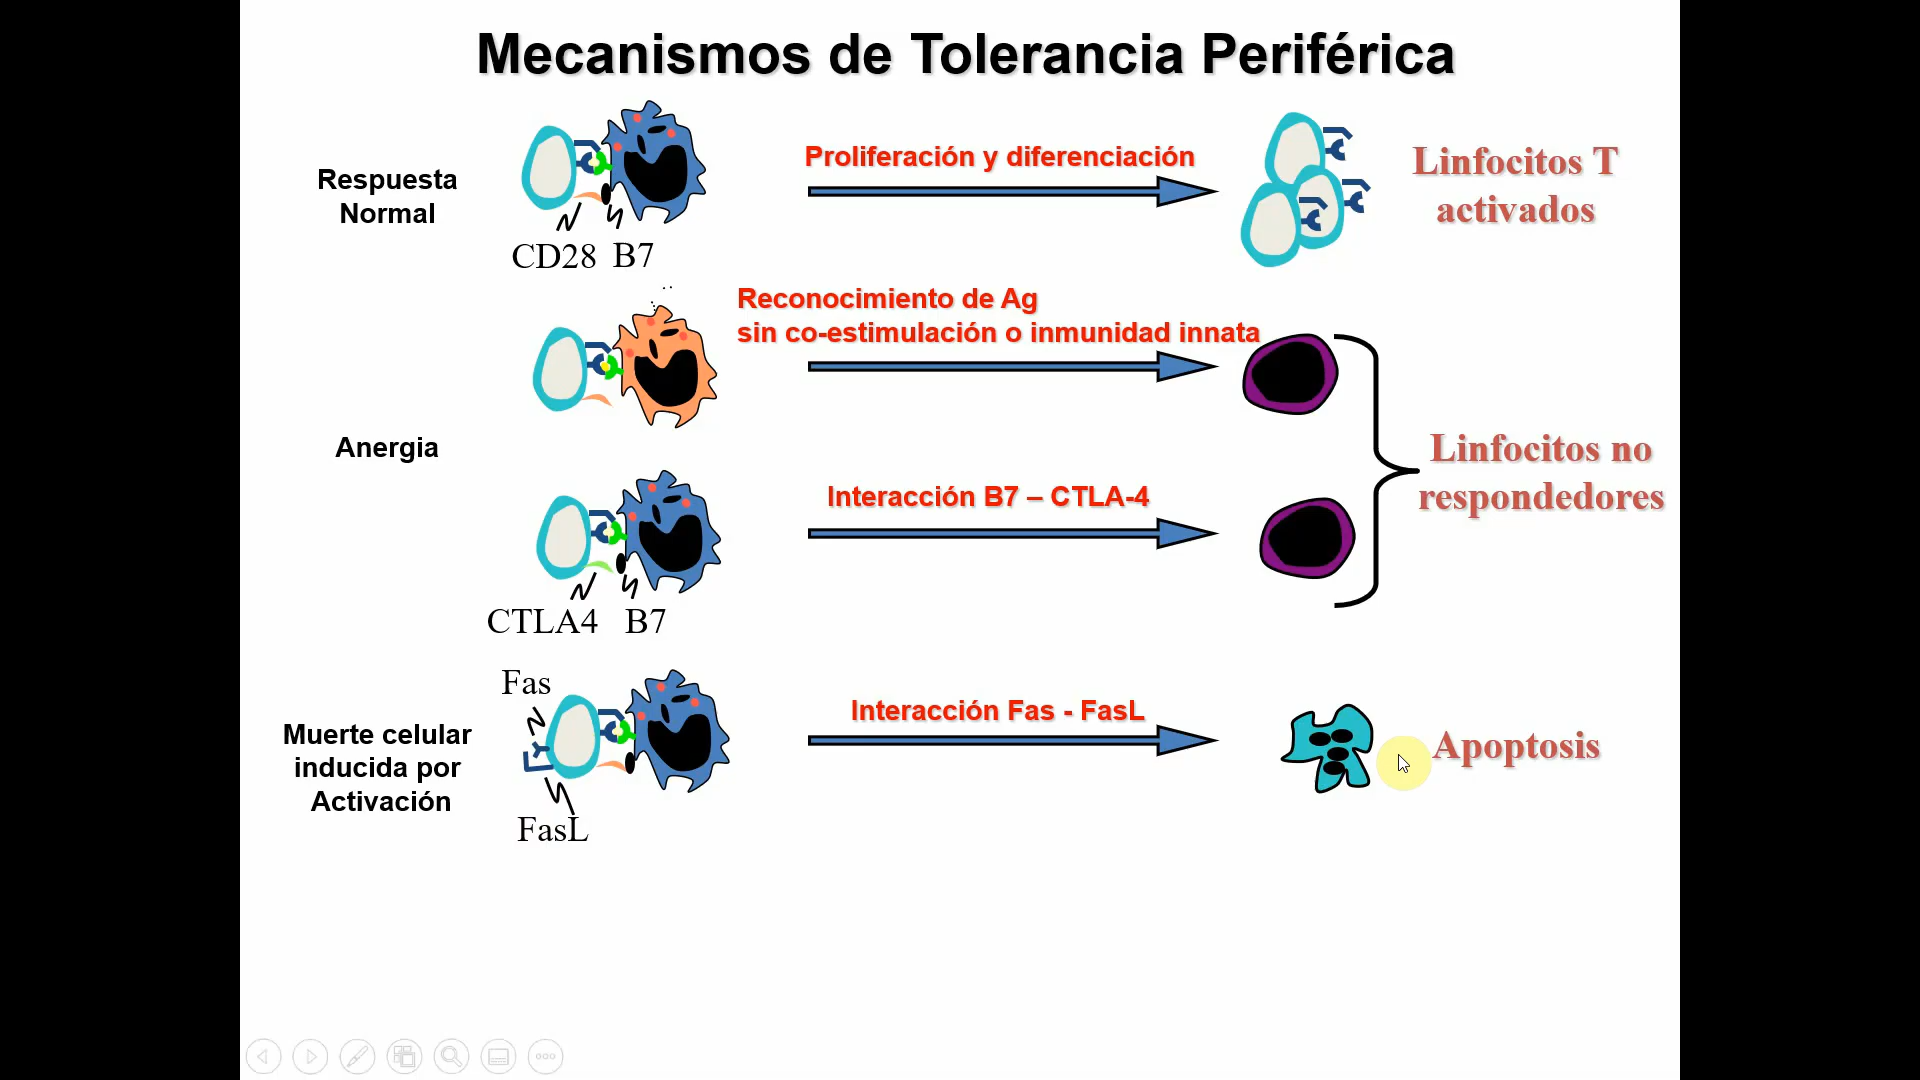 Mecanismos de Tolerancia Periférica
Respuesta
Normal
CD28 B7
Proliferación y diferenciación
Linfocitos T
activados
Anergia
Reconocimiento de Ag
sin co-estimulación o inmunidad innata
Interacción B7 – CTLA-4
CTLA4 B7
Linfocitos no
respondedores
Muerte celular
inducida por
Activación
Fas
FasL
Interacción Fas - FasL
Apoptosis